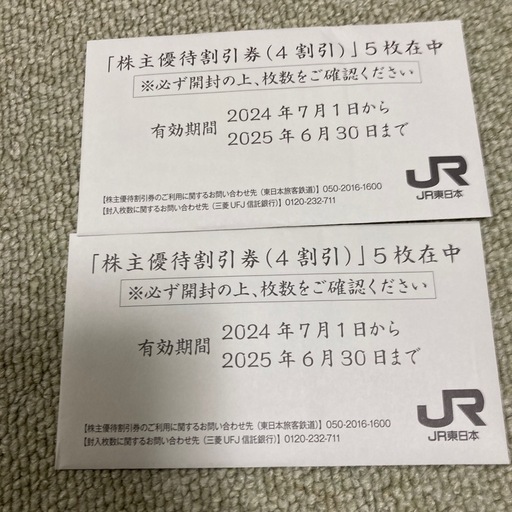 「株主優待割引券(4割引)」5枚在中
※必ず開封の上、枚数をご確認ください
有効期間 2024年7月1日から
2025年6月30日まで
【株主優待割引券のご利用に関するお問い合わせ先(東日本旅客鉄道)】050-2016-1600
【封入枚数に関するお問い合わせ先(三菱UFJ信託銀行)】0120-232-711
JR
JR東日本
「株主優待割引券(4割引)」5枚在中
※必ず開封の上、枚数をご確認ください
有効期間 2024年7月1日から
2025年6月30日まで
【株主優待割引券のご利用に関するお問い合わせ先(東日本旅客鉄道)】050-2016-1600
【封入枚数に関するお問い合わせ先(三菱UFJ信託銀行)】0120-232-711
JR
JR東日本